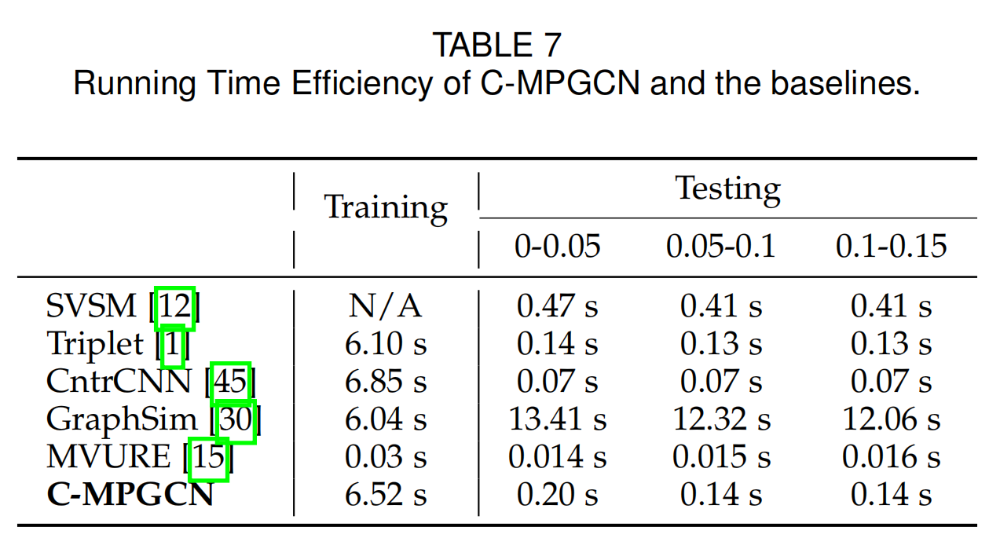 TABLE 7
Running Time Efficiency of C-MPGCN and the baselines.
Training Testing
0-0.05 0.05-0.1 0.1-0.15
SVSM [12] N/A 0.47 s 0.41 s 0.41 s
Triplet [1] 6.10 s 0.14 s 0.13 s 0.13 s
CntrCNN [45] 6.85 s 0.07 s 0.07 s 0.07 s
GraphSim [30] 6.04 s 13.41 s 12.32 s 12.06 s
MVURE [15] 0.03 s 0.014 s 0.015 s 0.016 s
C-MPGCN 6.52 s 0.20 s 0.14 s 0.14 s